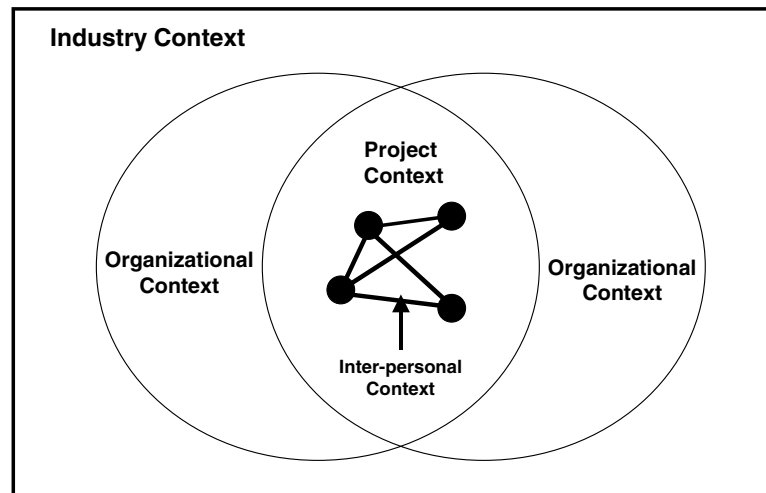 Industry Context
Project
Context
Organizational
Context
Organizational
Context
Inter-personal
Context